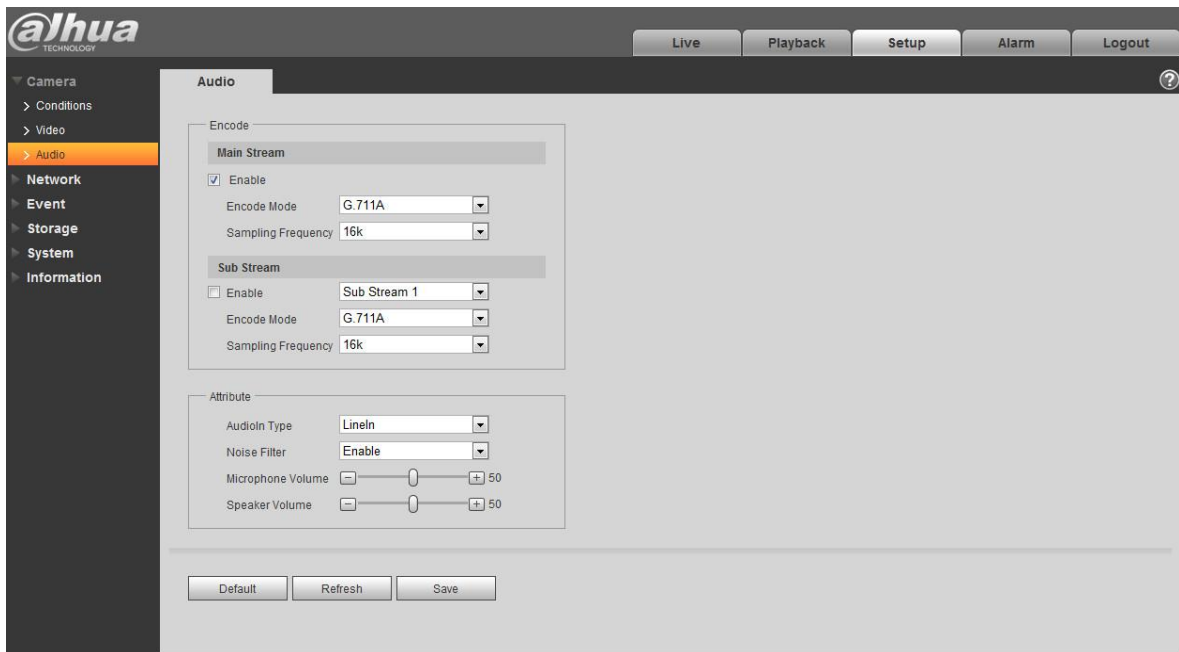 alhua
TECHNOLOGY
Live
Playback
Setup
Alarm
Logout
Camera
Conditions
Video
Audio
Network
Event
Storage
System
Information
Audio
?
Encode
Main Stream
Enable
Encode Mode G.711A
Sampling Frequency 16k
Sub Stream
Enable Sub Stream 1
Encode Mode G.711A
Sampling Frequency 16k
Attribute
AudioIn Type LineIn
Noise Filter Enable
Microphone Volume 50
Speaker Volume 50
Default
Refresh
Save